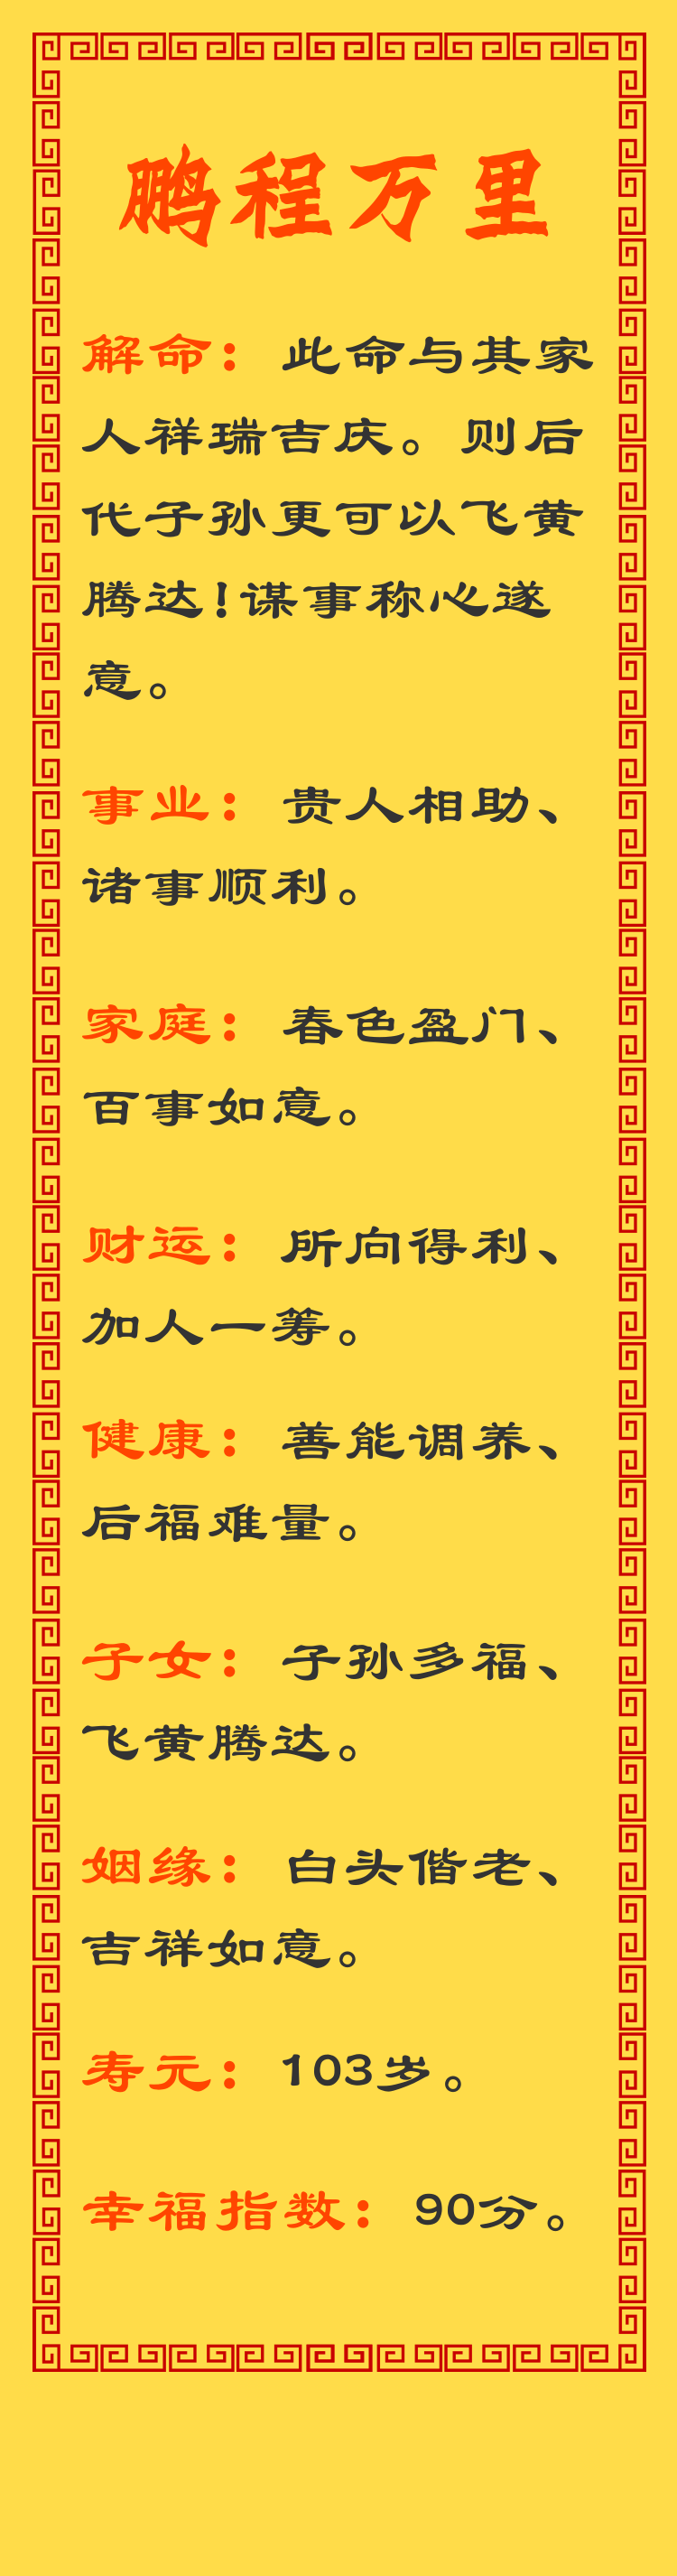 鹏程万里
解命：此命与其家
人祥瑞吉庆。则后
代子孙更可以飞黄
腾达！谋事称心遂
意。
事业：贵人相助、
诸事顺利。
家庭：春色盈门、
百事如意。
财运：所向得利、
加人一筹。
健康：善能调养、
后福难量。
子女：子孙多福、
飞黄腾达。
姻缘：白头偕老、
吉祥如意。
寿元：103岁。
幸福指数：90分。